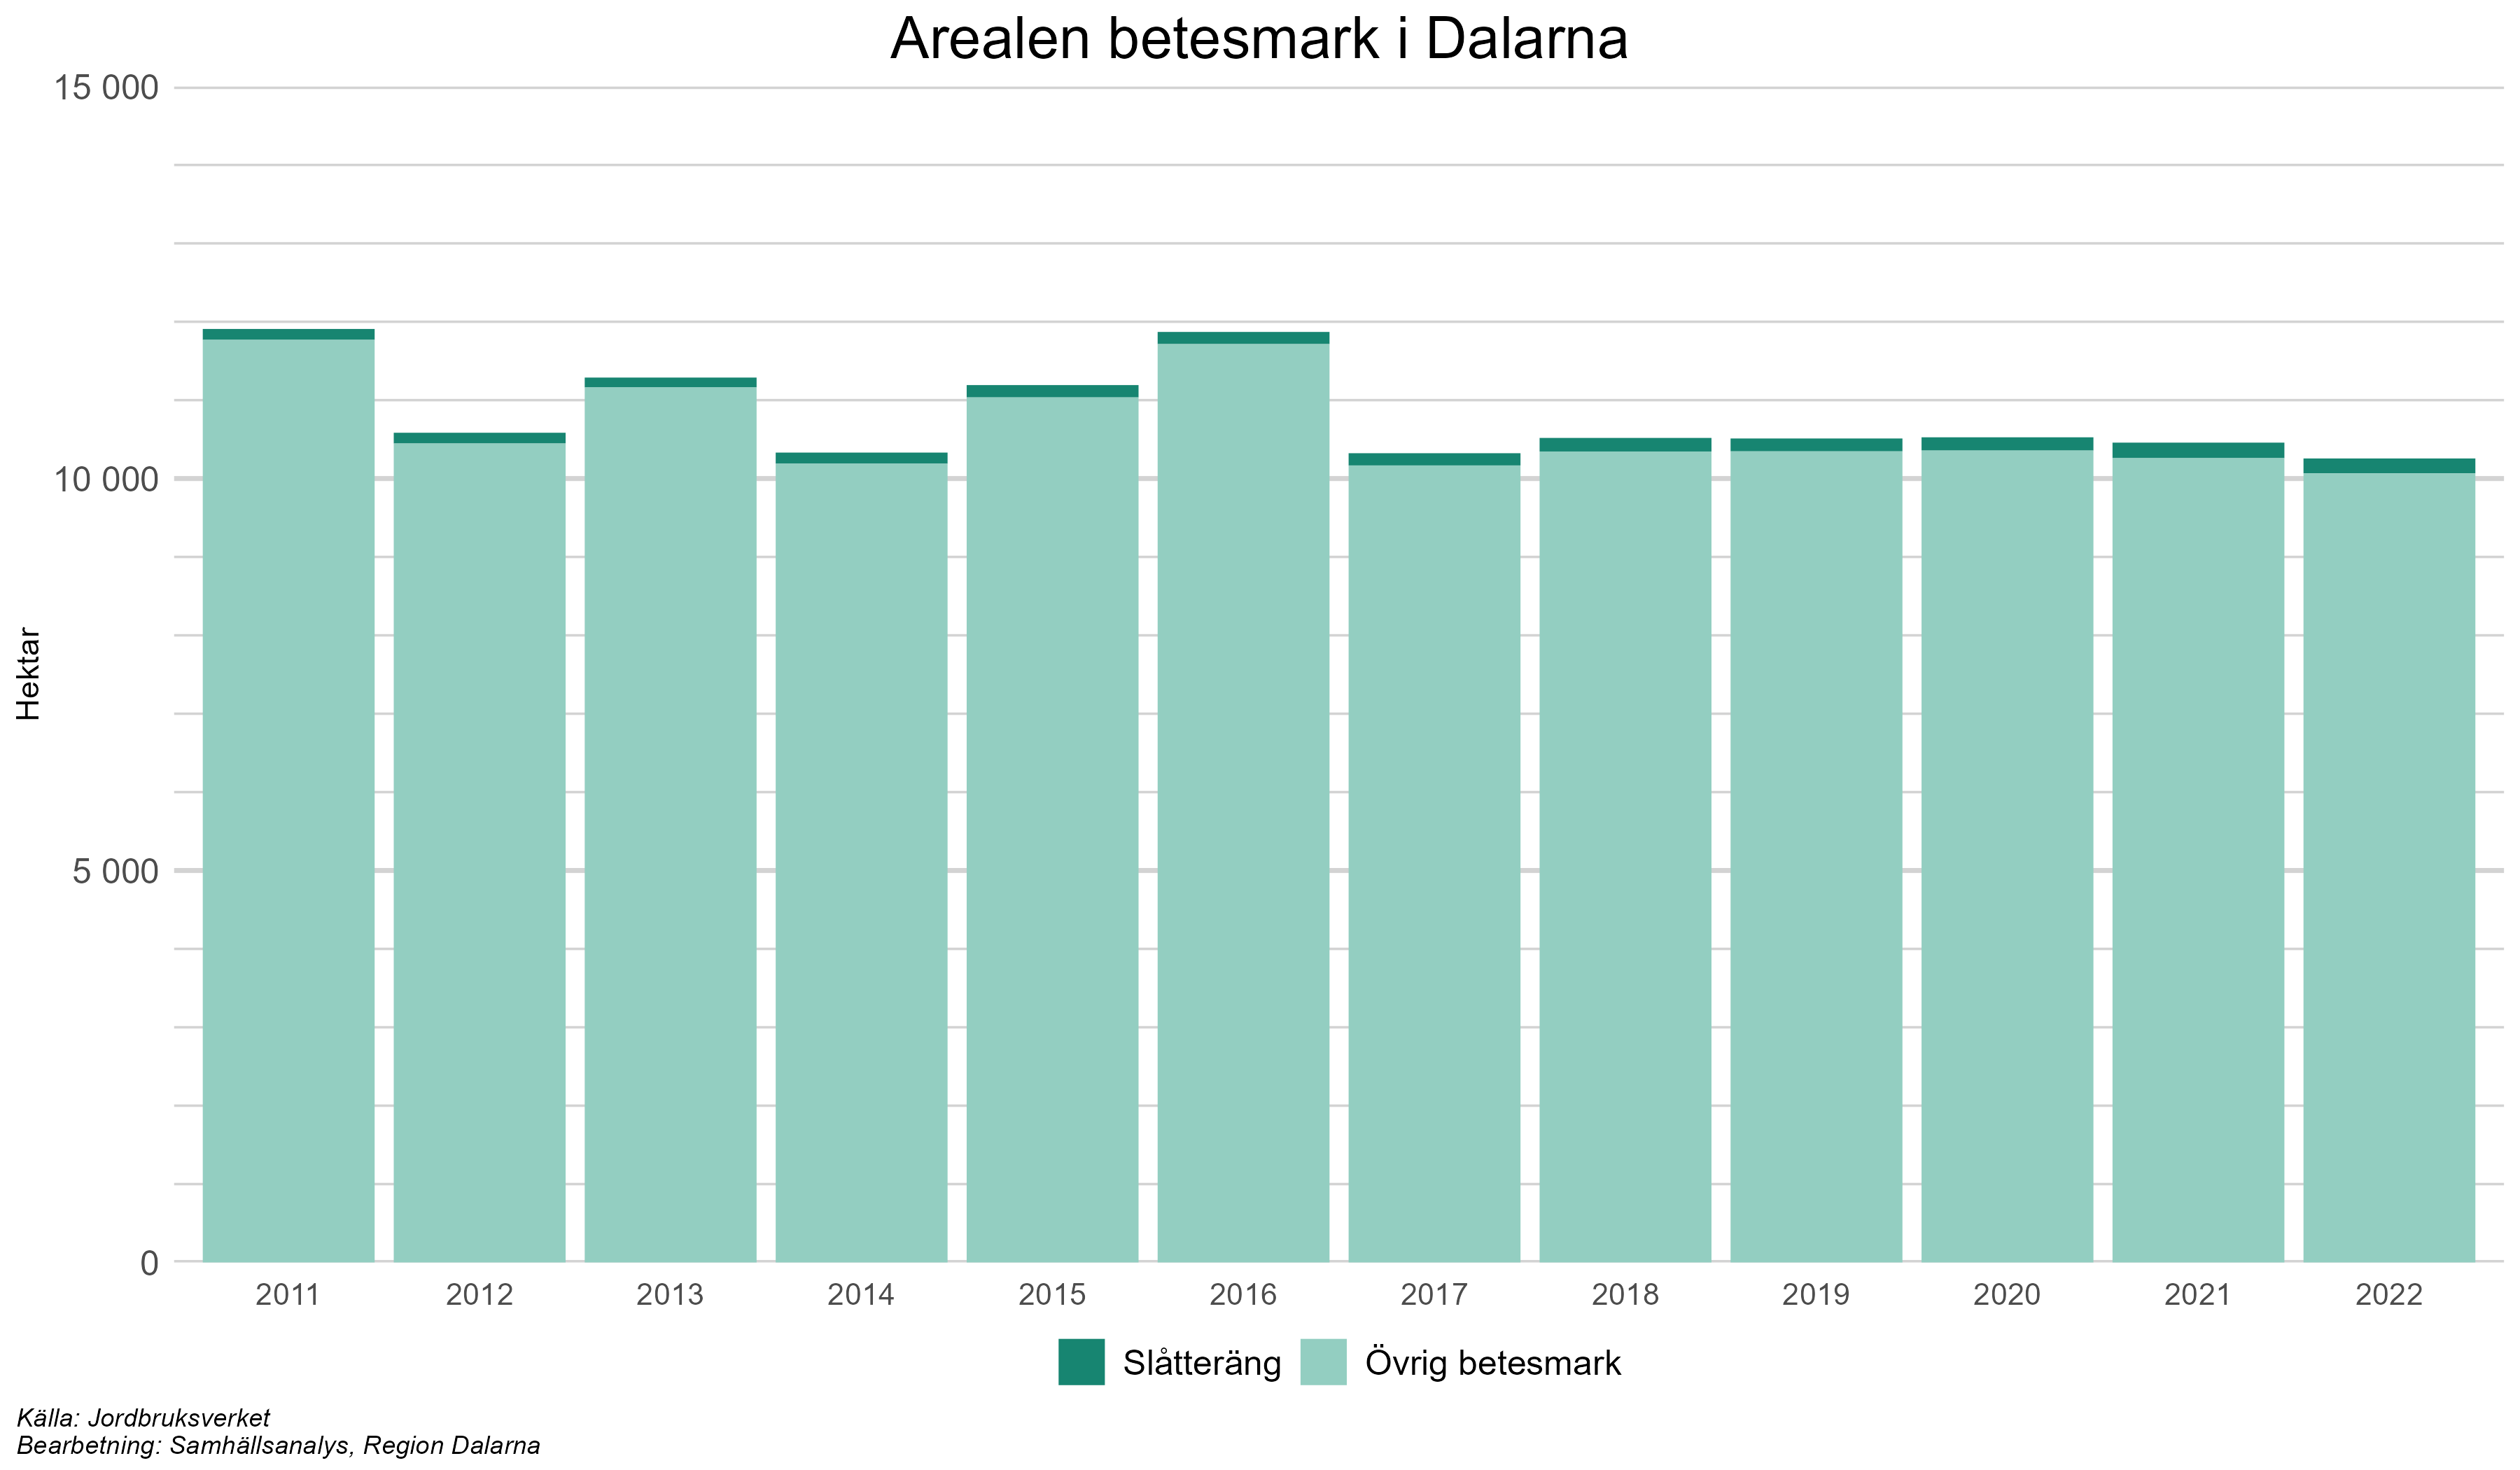 Arealen betesmark i Dalarna
15 000
10 000
5 000
0
Hektar
2011 2012 2013 2014 2015 2016 2017 2018 2019 2020 2021 2022
Slåtteräng Övrig betesmark
Källa: Jordbruksverket
Bearbetning: Samhällsanalys, Region Dalarna